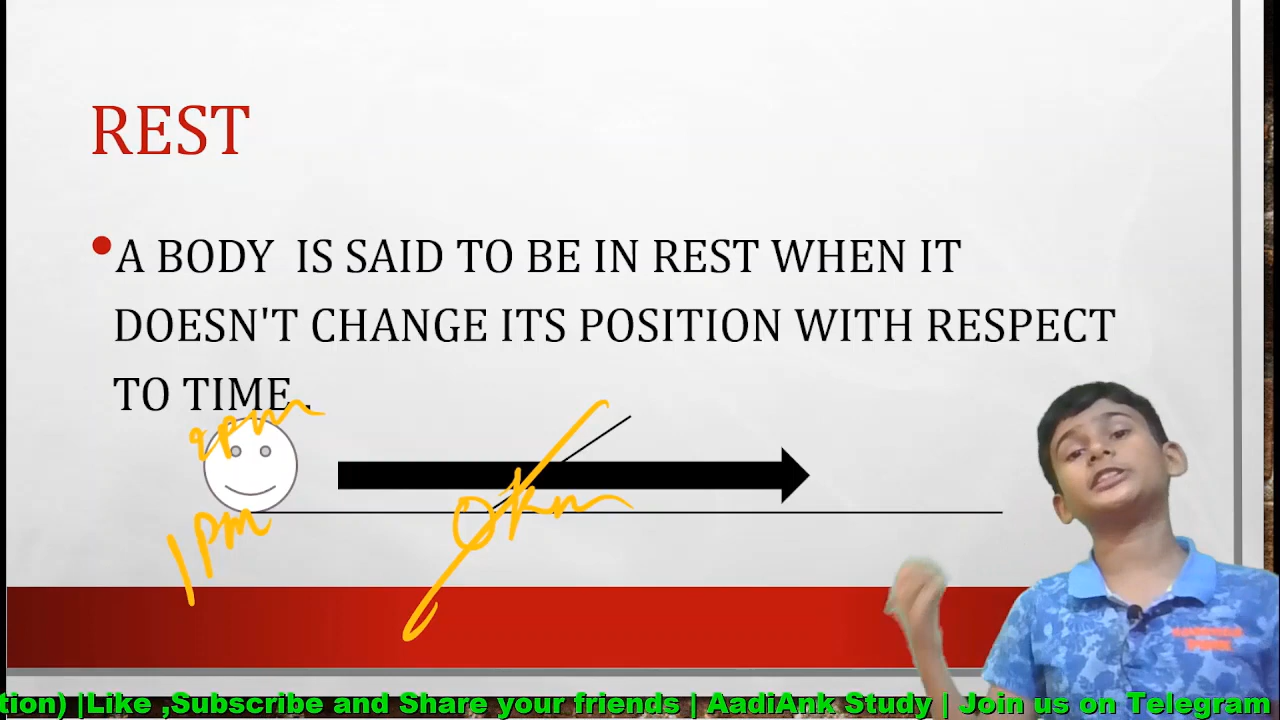 REST
•A BODY IS SAID TO BE IN REST WHEN IT
DOESN'T CHANGE ITS POSITION WITH RESPECT
TO TIME.
2pm
0km
1pm
tion) |Like ,Subscribe and Share your friends | AadiAnk Study | Join us on Telegram